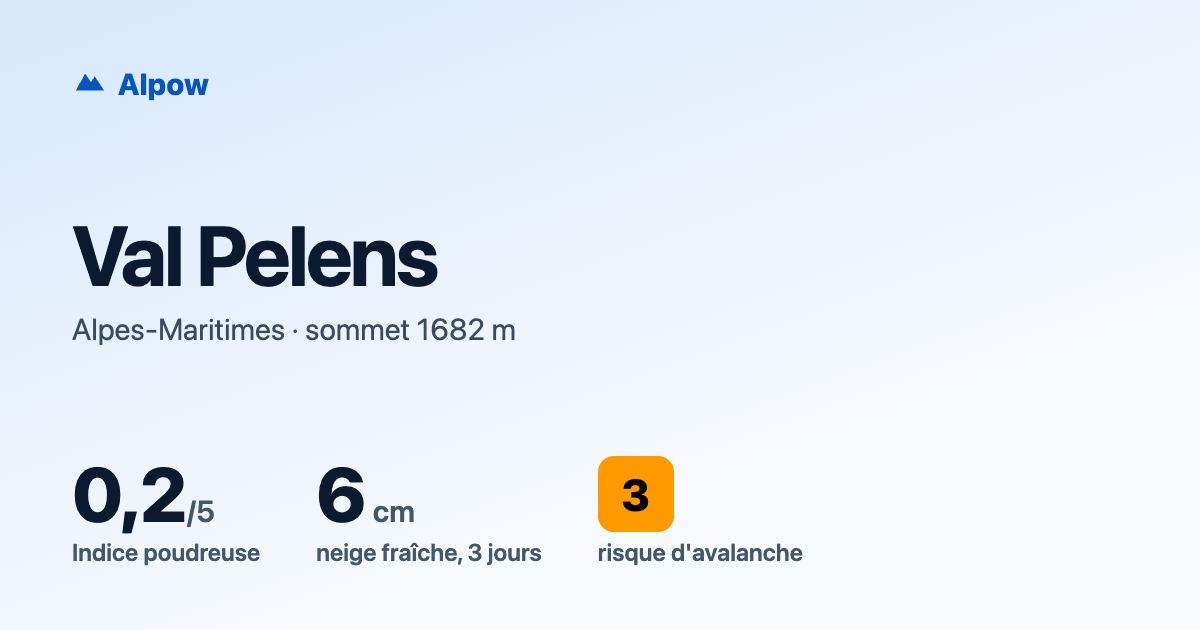 Alpow
Val Pelens
Alpes-Maritimes · sommet 1682 m
0,2/5
Indice poudreuse
6 cm
neige fraîche, 3 jours
3
risque d'avalanche